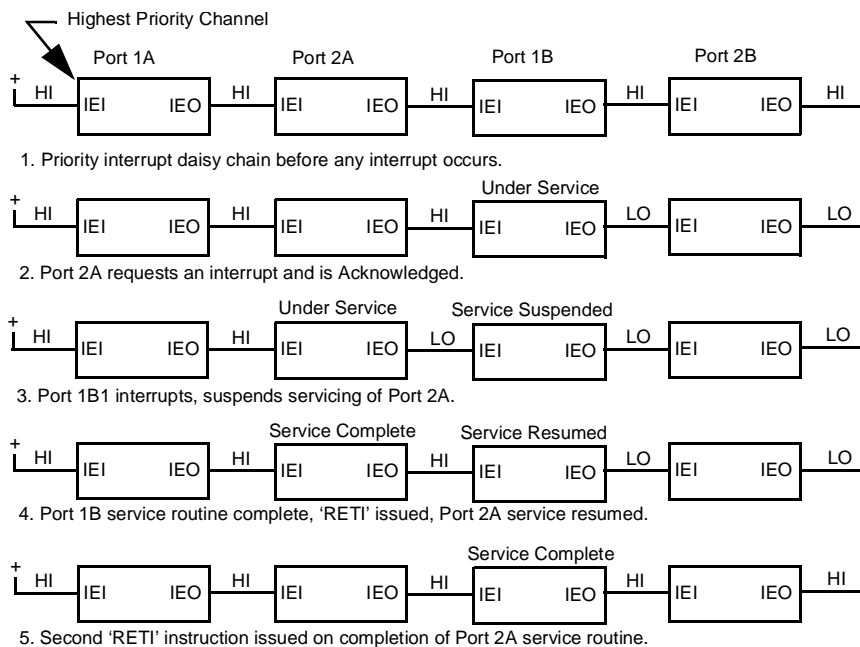 Highest Priority Channel
Port 1A Port 2A Port 1B Port 2B
+ HI IEI IEO HI IEI IEO HI IEI IEO HI IEI IEO HI
1. Priority interrupt daisy chain before any interrupt occurs.
Under Service
+ HI IEI IEO HI IEI IEO HI IEI IEO LO IEI IEO LO
2. Port 2A requests an interrupt and is Acknowledged.
Under Service Service Suspended
+ HI IEI IEO HI IEI IEO LO IEI IEO LO IEI IEO LO
3. Port 1B1 interrupts, suspends servicing of Port 2A.
Service Complete Service Resumed
+ HI IEI IEO HI IEI IEO HI IEI IEO LO IEI IEO LO
4. Port 1B service routine complete, ‘RETI’ issued, Port 2A service resumed.
Service Complete
+ HI IEI IEO HI IEI IEO HI IEI IEO HI IEI IEO HI
5. Second ‘RETI’ instruction issued on completion of Port 2A service routine.